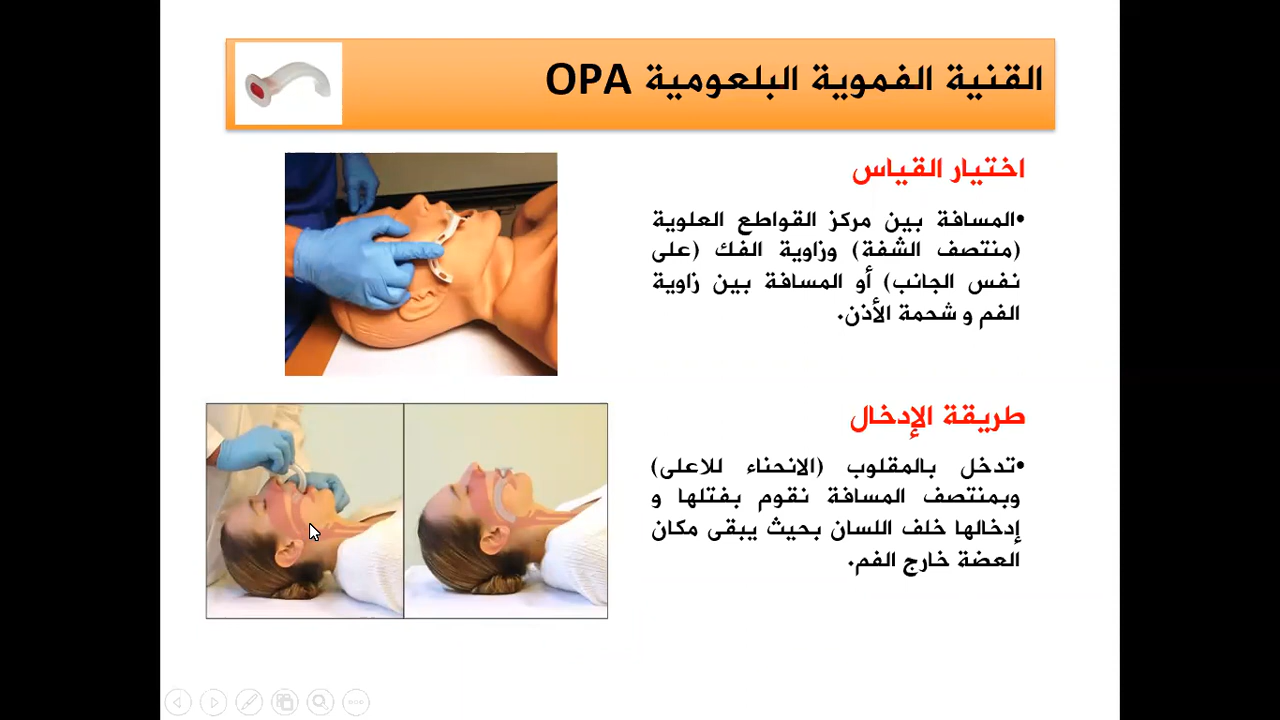 القنية الفموية البلعومية OPA
اختيار القياس
•المسافة بين مركز القواطع العلوية
(منتصف الشفة) وزاوية الفك (على
نفس الجانب) أو المسافة بين زاوية
الفم و شحمة الأذن.
طريقة الإدخال
•تدخل بالمقلوب (الانحناء للاعلى)
وبمنتصف المسافة نقوم بفتلها و
إدخالها خلف اللسان بحيث يبقى مكان
العضة خارج الفم.